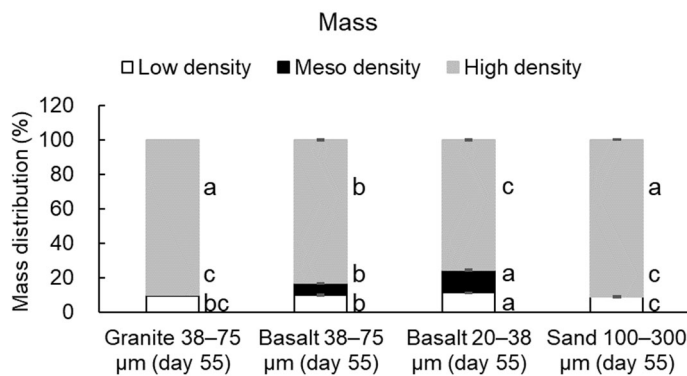 Mass
Low density Meso density High density
Mass distribution (%)
120
100
80
60
40
20
0
a b c a
c b a c
bc b a c
Granite 38–75 Basalt 38–75 Basalt 20–38 Sand 100–300
µm (day 55) µm (day 55) µm (day 55) µm (day 55)